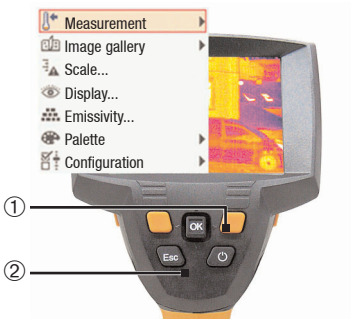 Measurement
Image gallery
Scale...
Display...
Emissivity...
Palette
Configuration
1
OK
Esc
2